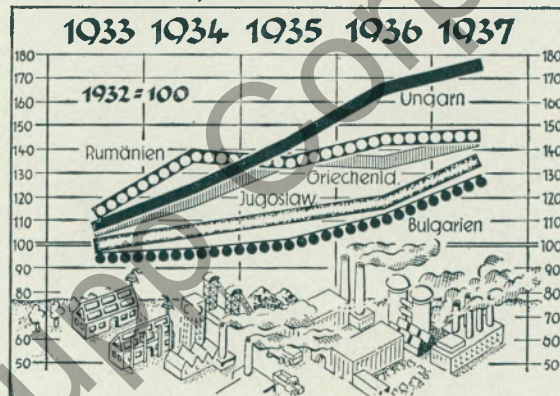 1933 1934 1935 1936 1937
180 180
170 170
1932=100
160 Ungarn 160
150 150
140 Rumänien 140
130 Griechenld. 130
120 Jugoslaw. 120
110 Bulgarien 110
100 100
90 90
80 80
70 70
60 60
50 50
upp Corp